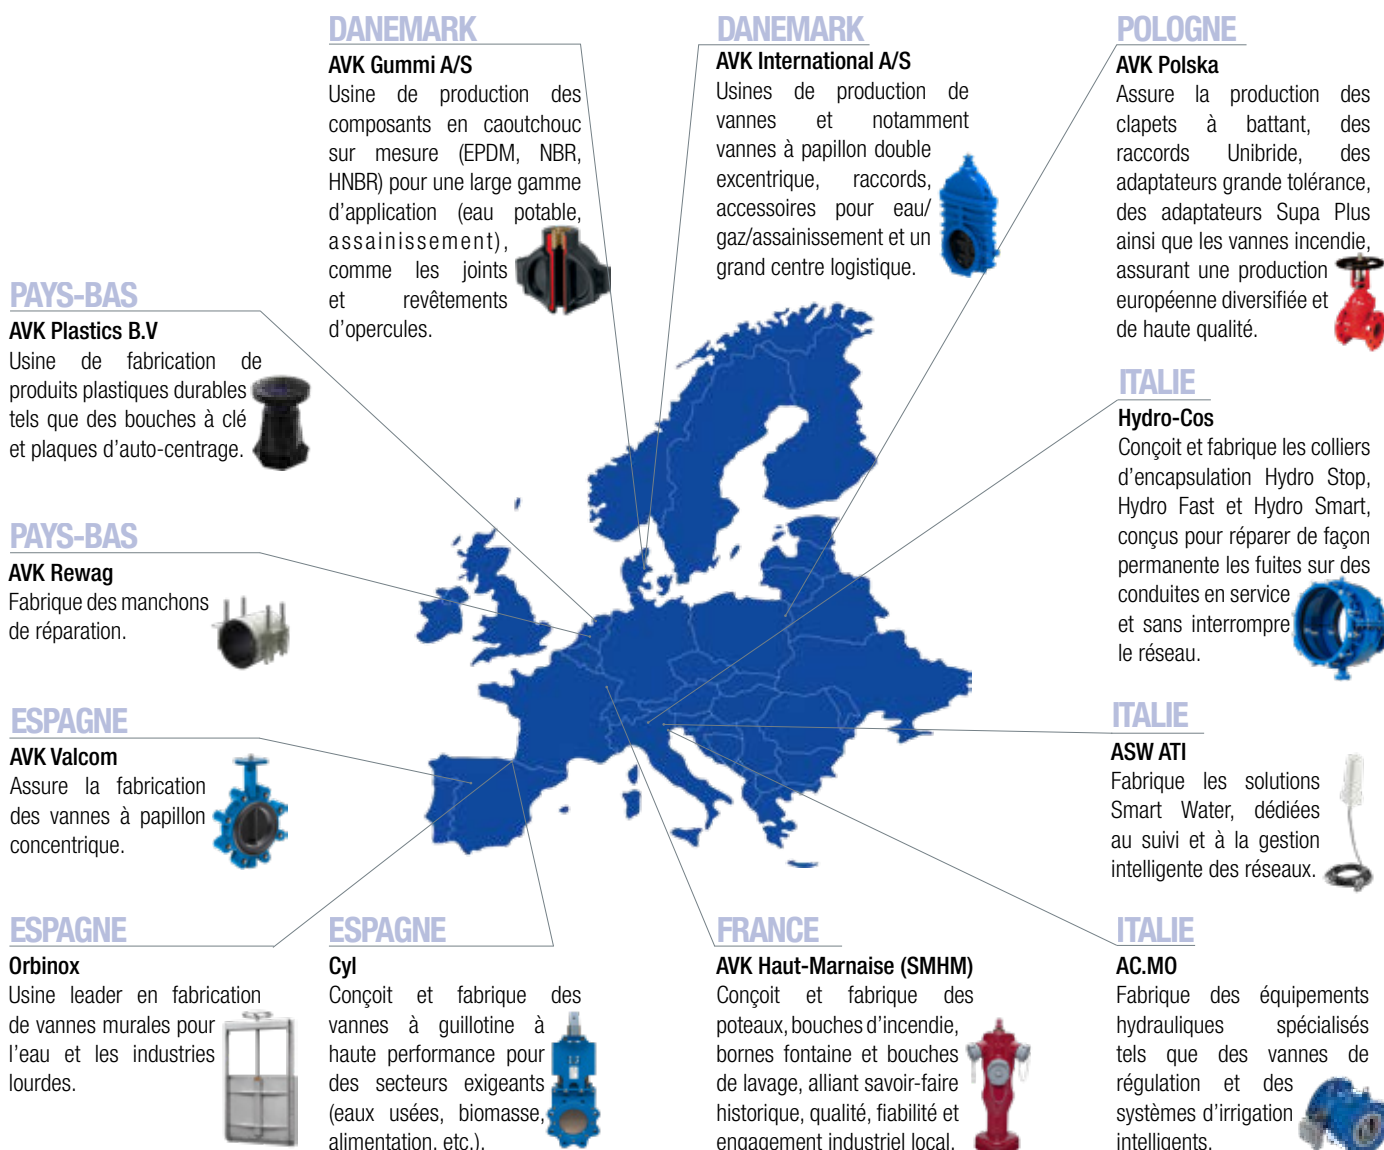 DANEMARK
AVK Gummi A/S
Usine de production des
composants en caoutchouc
sur mesure (EPDM, NBR,
HNBR) pour une large gamme
d'application (eau potable,
assainissement),
comme les joints
et revêtements
d'opercules.
DANEMARK
AVK International A/S
Usines de production de
vannes et notamment
vannes à papillon double
excentrique, raccords,
accessoires pour eau/
gaz/assainissement et un
grand centre logistique.
POLOGNE
AVK Polska
Assure la production des
clapets à battant, des
raccords Unibride, des
adaptateurs grande tolérance,
des adaptateurs Supa Plus
ainsi que les vannes incendie,
assurant une production
européenne diversifiée et
de haute qualité.
PAYS-BAS
AVK Plastics B.V
Usine de fabrication de
produits plastiques durables
tels que des bouches à clé
et plaques d'auto-centrage.
ITALIE
Hydro-Cos
Conçoit et fabrique les colliers
d'encapsulation Hydro Stop,
Hydro Fast et Hydro Smart,
conçus pour réparer de façon
permanente les fuites sur des
conduites en service
et sans interrompre
le réseau.
PAYS-BAS
AVK Rewag
Fabrique des manchons
de réparation.
ESPAGNE
AVK Valcom
Assure la fabrication
des vannes à papillon
concentrique.
ITALIE
ASW ATI
Fabrique les solutions
Smart Water, dédiées
au suivi et à la gestion
intelligente des réseaux.
ESPAGNE
Orbinox
Usine leader en fabrication
de vannes murales pour
l'eau et les industries
lourdes.
ESPAGNE
Cyl
Conçoit et fabrique des
vannes à guillotine à
haute performance pour
des secteurs exigeants
(eaux usées, biomasse,
alimentation, etc.).
FRANCE
AVK Haut-Marnaise (SMHM)
Conçoit et fabrique des
poteaux, bouches d'incendie,
bornes fontaine et bouches
de lavage, alliant savoir-faire
historique, qualité, fiabilité et
engagement industriel local.
ITALIE
AC.MO
Fabrique des équipements
hydrauliques spécialisés
tels que des vannes de
régulation et des
systèmes d'irrigation
intelligents.